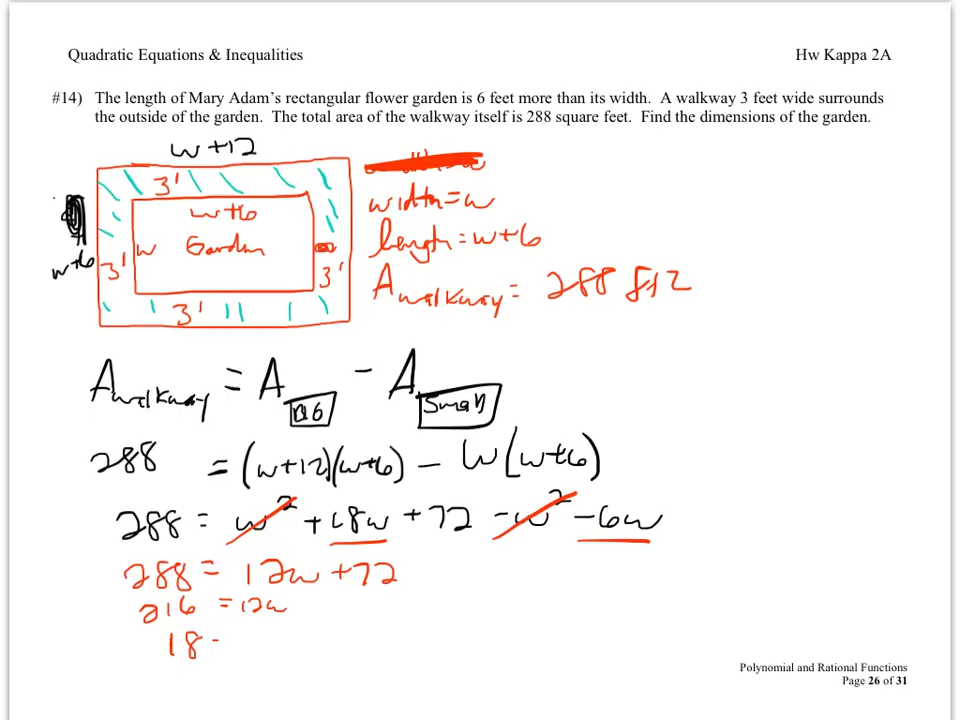 Quadratic Equations & Inequalities Hw Kappa 2A
#14) The length of Mary Adam's rectangular flower garden is 6 feet more than its width. A walkway 3 feet wide surrounds
the outside of the garden. The total area of the walkway itself is 288 square feet. Find the dimensions of the garden.
w+12
3'
w+6
w Garden
w+6 3' 3'
3'
width = w
length = w+6
A walkway = 288 ft2
A walkway = A BIG - A Small
288 = (w+12)(w+6) - w(w+6)
288 = w² + 18w + 72 - w² - 6w
288 = 12w + 72
216 = 12w
18 =
Polynomial and Rational Functions
Page 26 of 31